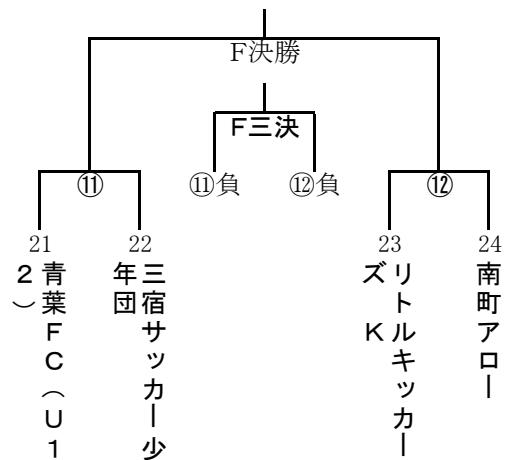 F決勝
F三決
⑪
⑪負
⑫負
⑫
21
22
23
24
青葉FC（U1
2）
三宿サッカー少
年団
リトルキッカー
ズ　K
南町アロー